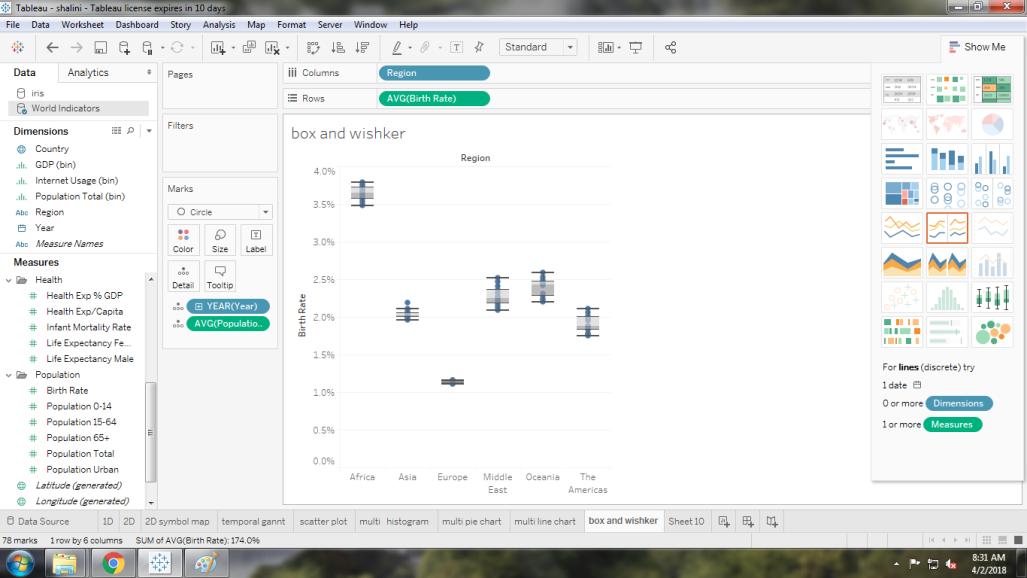 Tableau - shalini - Tableau license expires in 10 days
File Data Worksheet Dashboard Story Analysis Map Format Server Window Help
Standard
Show Me
Data Analytics
iris
World Indicators
Dimensions
Country
GDP (bin)
Internet Usage (bin)
Population Total (bin)
Abc Region
Year
Abc Measure Names
Measures
Health
Health Exp % GDP
Health Exp/Capita
Infant Mortality Rate
Life Expectancy Fe...
Life Expectancy Male
Population
Birth Rate
Population 0-14
Population 15-64
Population 65+
Population Total
Population Urban
Latitude (generated)
Longitude (generated)
Pages
Filters
Marks
Circle
Color Size Label
Detail Tooltip
YEAR(Year)
AVG(Populatio..
Columns Region
Rows AVG(Birth Rate)
box and wishker
Region
Birth Rate
4.0%
3.5%
3.0%
2.5%
2.0%
1.5%
1.0%
0.5%
0.0%
Africa Asia Europe Middle East Oceania The Americas
For lines (discrete) try
1 date
0 or more Dimensions
1 or more Measures
Data Source 1D 2D 2D symbol map temporal gannt scatter plot multi histogram multi pie chart multi line chart box and wishker Sheet 10
78 marks 1 row by 6 columns SUM of AVG(Birth Rate): 174.0%
8:31 AM
4/2/2018